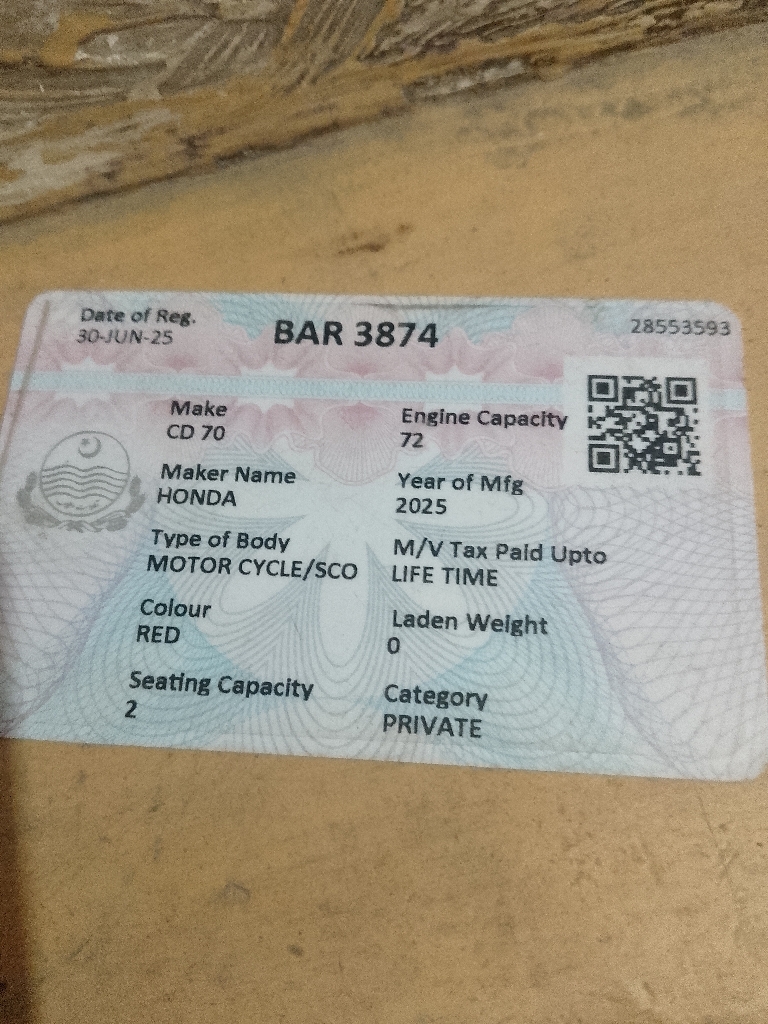 Date of Reg.
30-JUN-25
BAR 3874
28553593
Make
CD 70
Engine Capacity
72
Maker Name
HONDA
Year of Mfg
2025
Type of Body
MOTOR CYCLE/SCO
M/V Tax Paid Upto
LIFE TIME
Colour
RED
Laden Weight
0
Seating Capacity
2
Category
PRIVATE